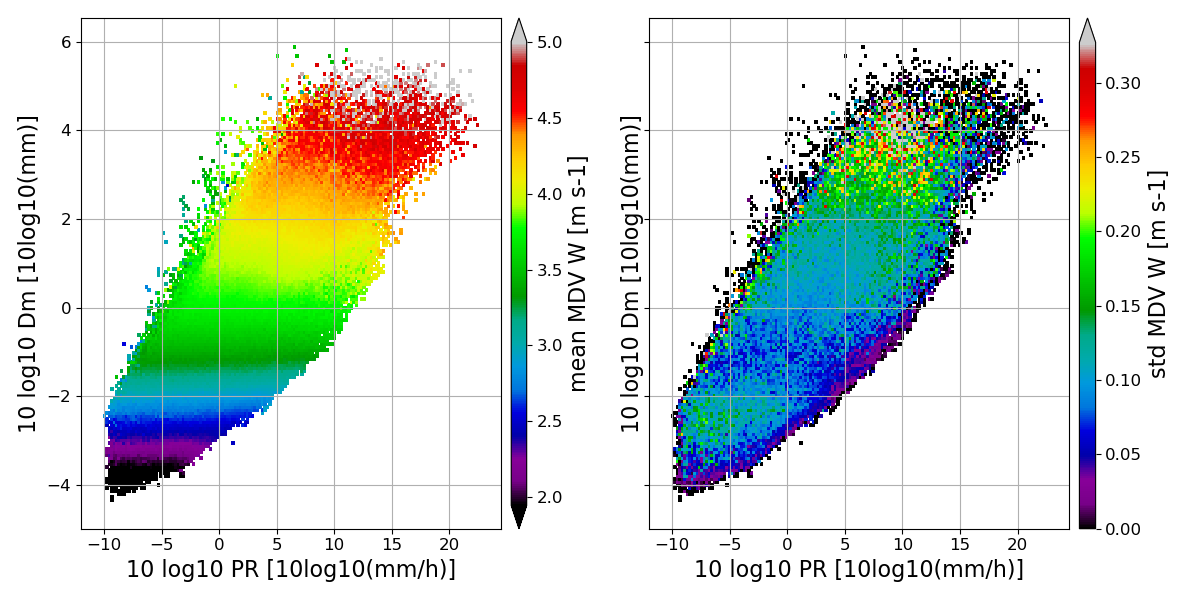 6
4
2
0
−2
−4
10 log10 Dm [10log10(mm)]
−10 −5 0 5 10 15 20
10 log10 PR [10log10(mm/h)]
5.0
4.5
4.0
3.5
3.0
2.5
2.0
mean MDV W [m s-1]
10 log10 Dm [10log10(mm)]
−10 −5 0 5 10 15 20
10 log10 PR [10log10(mm/h)]
0.30
0.25
0.20
0.15
0.10
0.05
0.00
std MDV W [m s-1]